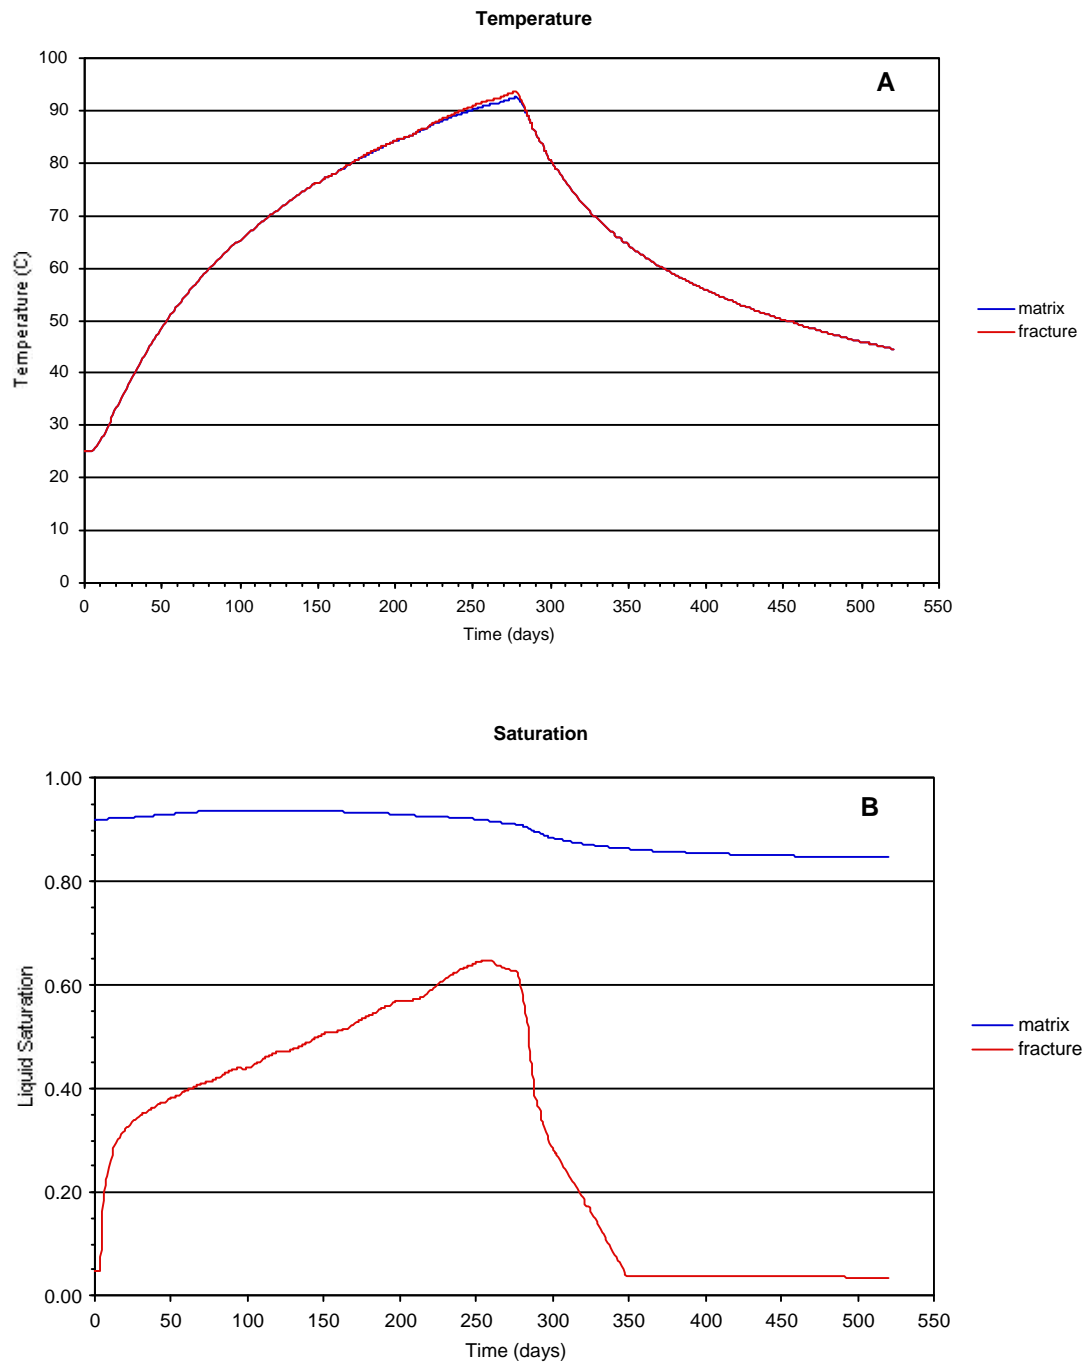 Temperature
A
100
90
80
70
60
50
40
30
20
10
0
Temperature (C)
0 50 100 150 200 250 300 350 400 450 500 550
Time (days)
matrix
fracture
Saturation
B
1.00
0.80
0.60
0.40
0.20
0.00
Liquid Saturation
0 50 100 150 200 250 300 350 400 450 500 550
Time (days)
matrix
fracture